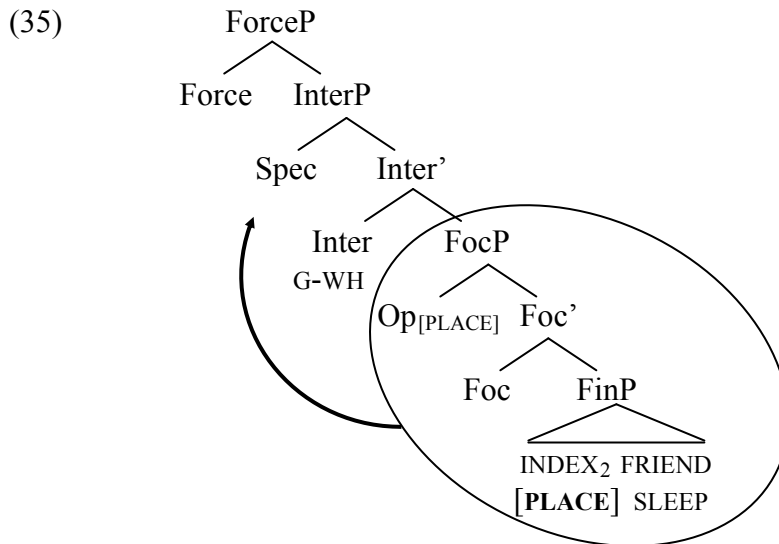 (35) ForceP
Force InterP
Spec Inter’
Inter FocP
G-WH
Op[PLACE] Foc’
Foc FinP
INDEX2 FRIEND
[PLACE] SLEEP